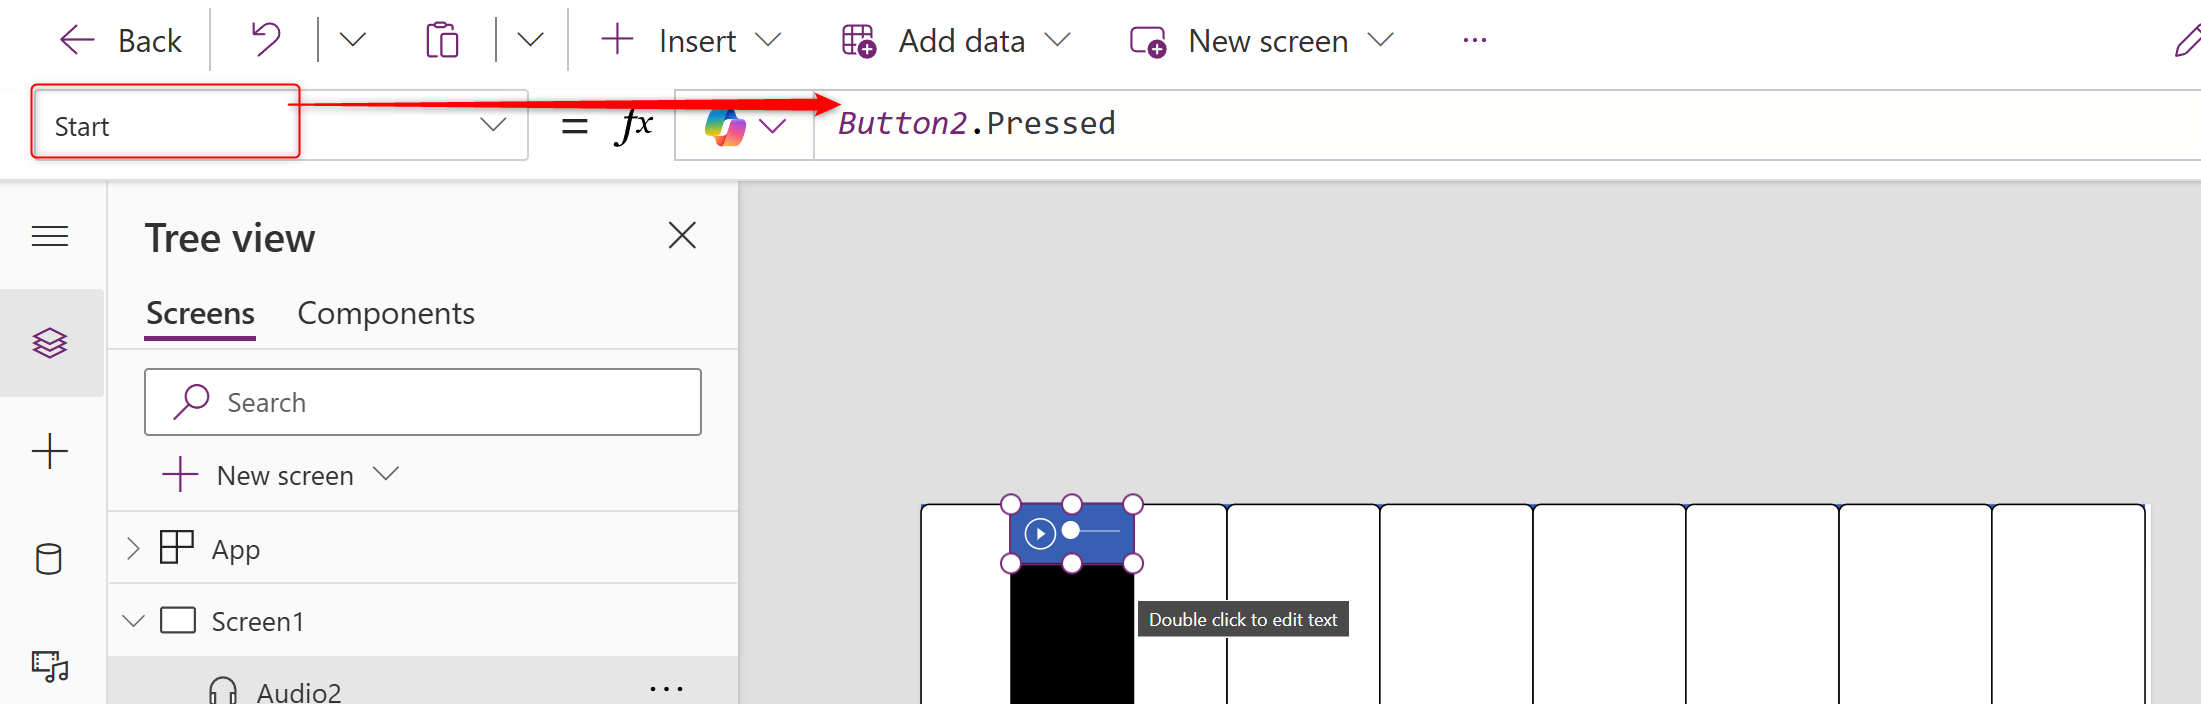 Back
Insert
Add data
New screen
...
Start
= fx
Button2.Pressed
Tree view
Screens
Components
Search
New screen
App
Screen1
Audio2
...
Double click to edit text